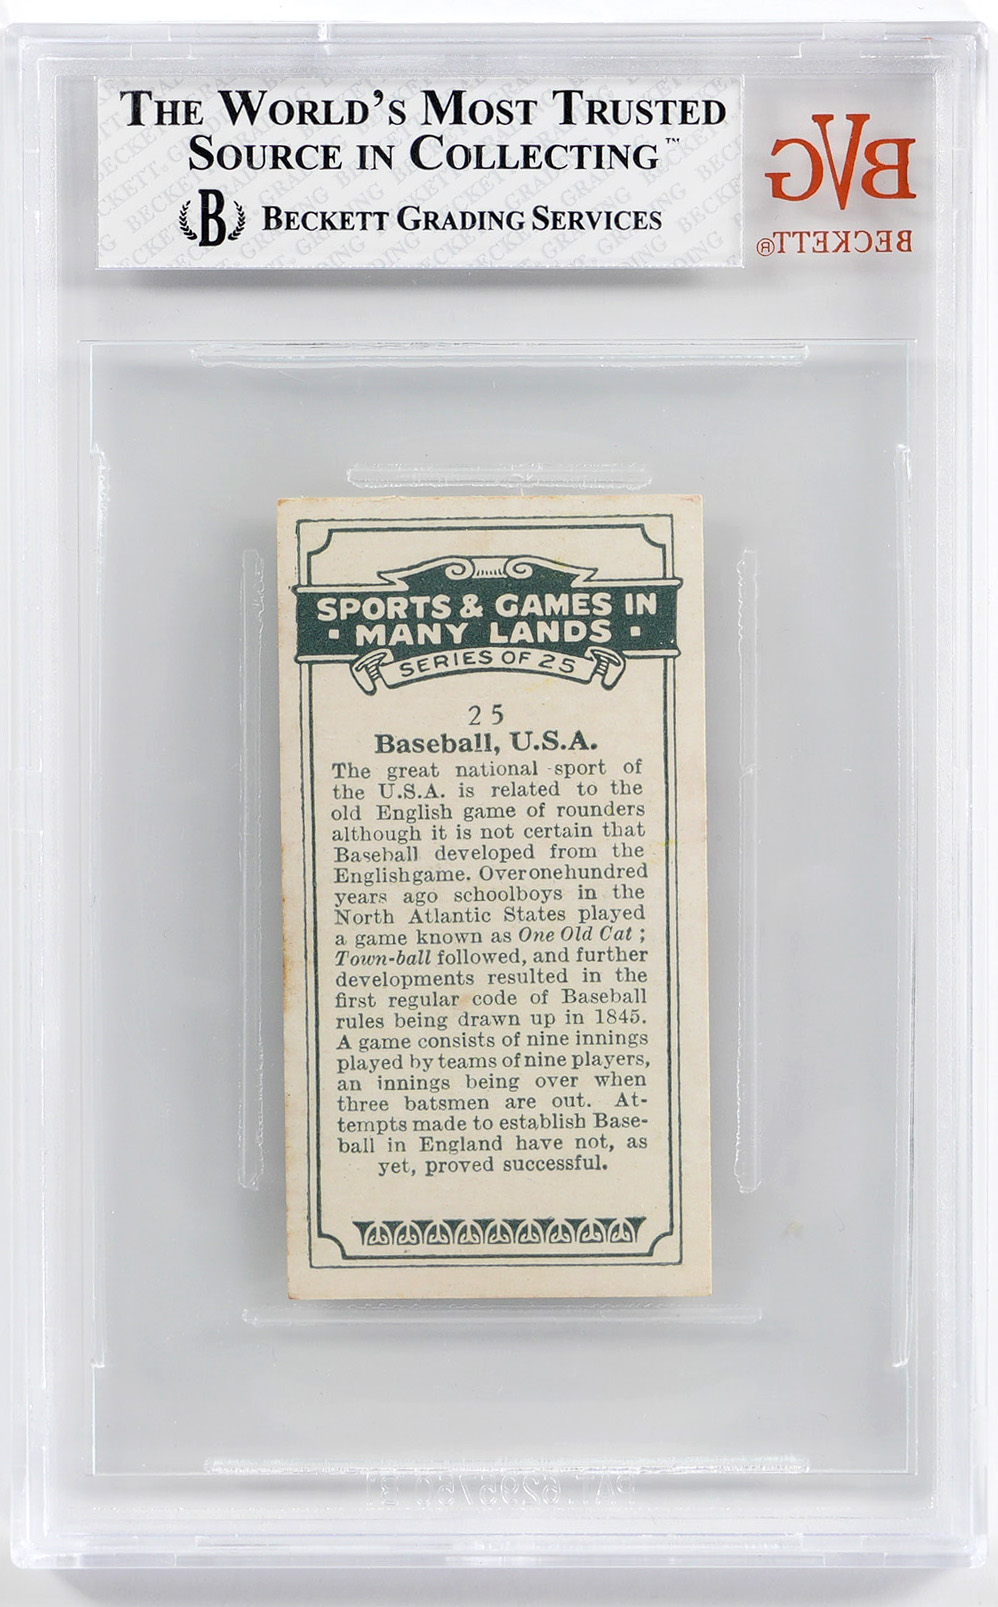 THE WORLD'S MOST TRUSTED
SOURCE IN COLLECTING™
B BECKETT GRADING SERVICES
BVG
BECKETT®
SPORTS & GAMES IN
· MANY LANDS ·
SERIES OF 25
25
Baseball, U.S.A.
The great national sport of
the U.S.A. is related to the
old English game of rounders
although it is not certain that
Baseball developed from the
Englishgame. Overonehundred
years ago schoolboys in the
North Atlantic States played
a game known as One Old Cat ;
Town-ball followed, and further
developments resulted in the
first regular code of Baseball
rules being drawn up in 1845.
A game consists of nine innings
played by teams of nine players,
an innings being over when
three batsmen are out. At-
tempts made to establish Base-
ball in England have not, as
yet, proved successful.